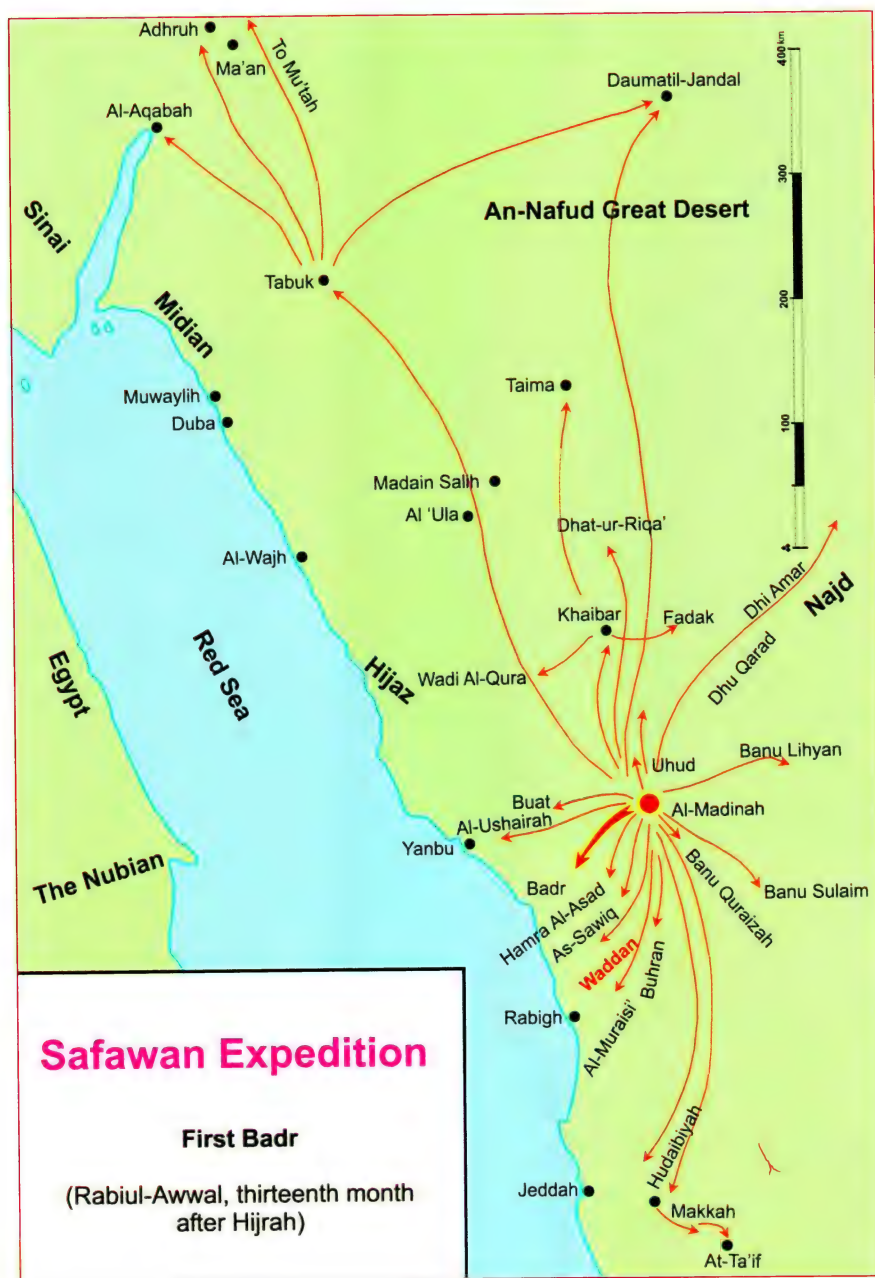 Adhruh
Ma'an
To Mu'tah
Al-Aqabah
Daumatil-Jandal
400 km
300
200
100
Sinai
An-Nafud Great Desert
Tabuk
Midian
Taima
Muwaylih
Duba
Madain Salih
Al 'Ula
Dhat-ur-Riqa'
Al-Wajh
Dhi Amar
Najd
Khaibar
Fadak
Dhu Qarad
Wadi Al-Qura
Red Sea
Egypt
Hijaz
Uhud
Banu Lihyan
Buat
Al-Ushairah
Al-Madinah
Yanbu
The Nubian
Badr
Banu Quraizah
Banu Sulaim
Hamra Al-Asad
As-Sawiq
Waddan
Buhran
Al-Muraisi'
Rabigh
Hudaibiyah
Jeddah
Makkah
At-Ta'if
Safawan Expedition
First Badr
(Rabiul-Awwal, thirteenth month
after Hijrah)